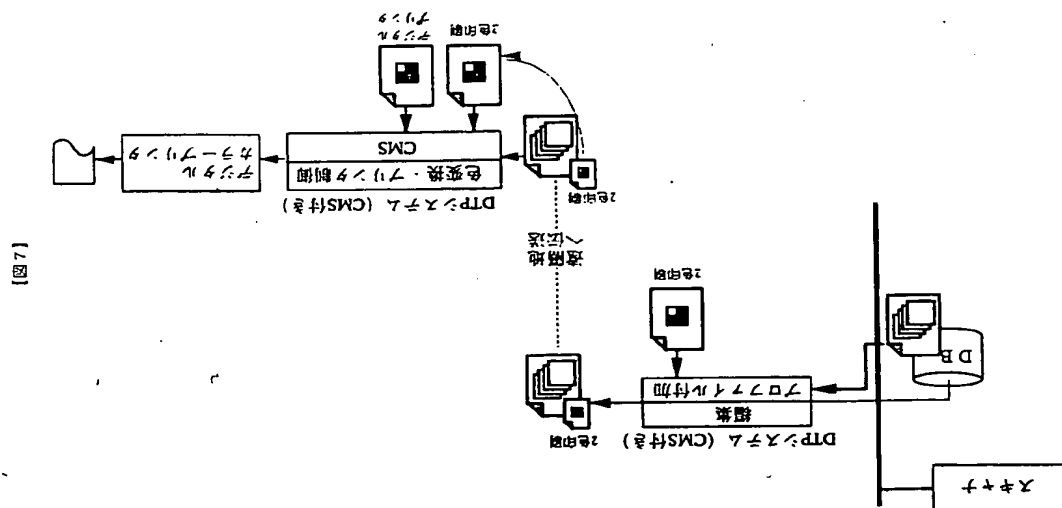 【図7】
スキャナ
DTPシステム (CMS付き)
編集
プロファイル付加
2色印刷
DB
2色印刷
遠隔地
へ伝送
2色印刷
DTPシステム (CMS付き)
色変換・プリンタ制御
CMS
デジタル
カラープリンタ
2色印刷
デジタル
プリンタ